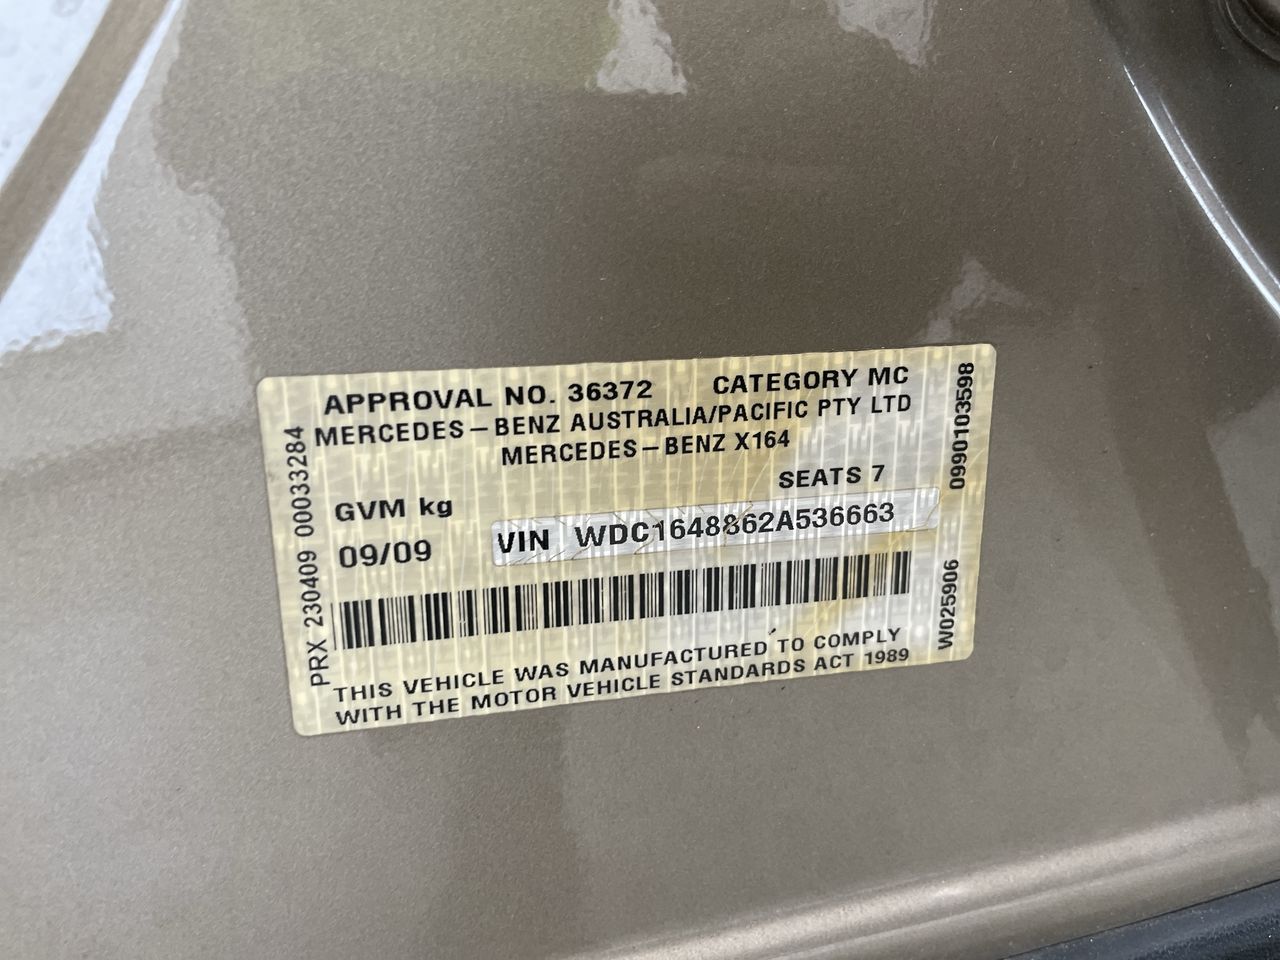 APPROVAL NO. 36372 CATEGORY MC
MERCEDES-BENZ AUSTRALIA/PACIFIC PTY LTD
MERCEDES-BENZ X164
SEATS 7
GVM kg
09/09
VIN WDC1648862A536663
THIS VEHICLE WAS MANUFACTURED TO COMPLY
WITH THE MOTOR VEHICLE STANDARDS ACT 1989
PRX 230409 00033284
W025906 0990103598